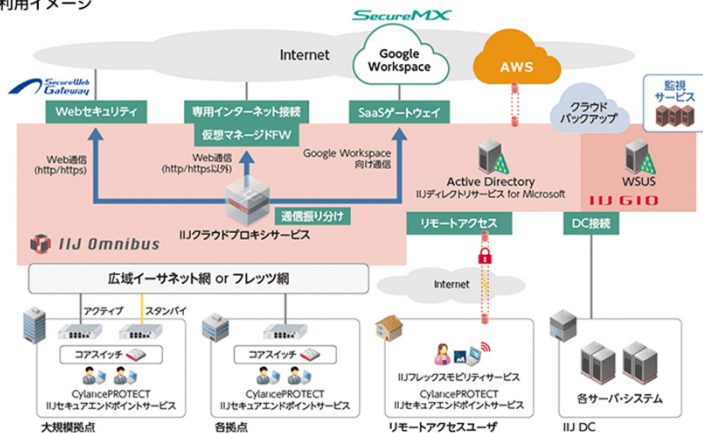 利用イメージ
SecureMX
Internet
Google
Workspace
AWS
SecureWeb
Gateway
Webセキュリティ
専用インターネット接続
仮想マネージドFW
SaaSゲートウェイ
クラウド
バックアップ
監視
サービス
Web通信
(http/https)
Web通信
(http/https以外)
Google Workspace
向け通信
Active Directory
IIJディレクトリサービス for Microsoft
WSUS
IIJ GIO
通信振り分け
IIJクラウドプロキシサービス
IIJ Omnibus
リモートアクセス
DC接続
広域イーサネット網 or フレッツ網
Internet
アクティブ
スタンバイ
コアスイッチ
CylancePROTECT
IIJセキュアエンドポイントサービス
大規模拠点
コアスイッチ
CylancePROTECT
IIJセキュアエンドポイントサービス
各拠点
IIJフレックスモビリティサービス
CylancePROTECT
IIJセキュアエンドポイントサービス
リモートアクセスユーザ
各サーバ・システム
IIJ DC